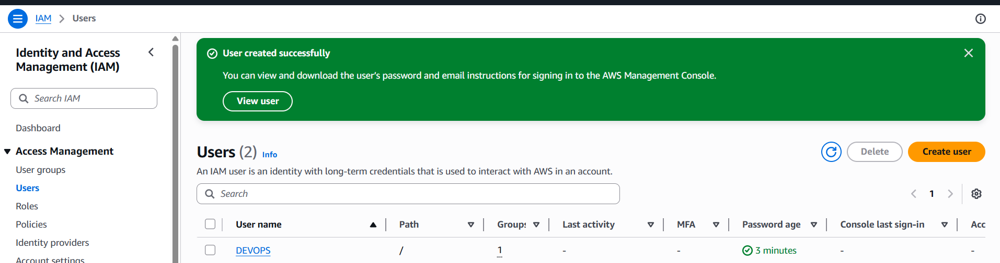 IAM > Users
Identity and Access
Management (IAM)
Search IAM
Dashboard
Access Management
User groups
Users
Roles
Policies
Identity providers
Account settings
User created successfully
You can view and download the user's password and email instructions for signing in to the AWS Management Console.
View user
Users (2) Info
Delete
Create user
An IAM user is an identity with long-term credentials that is used to interact with AWS in an account.
Search
1
User name Path Groups Last activity MFA Password age Console last sign-in Acc
DEVOPS / 1 - - 3 minutes - -